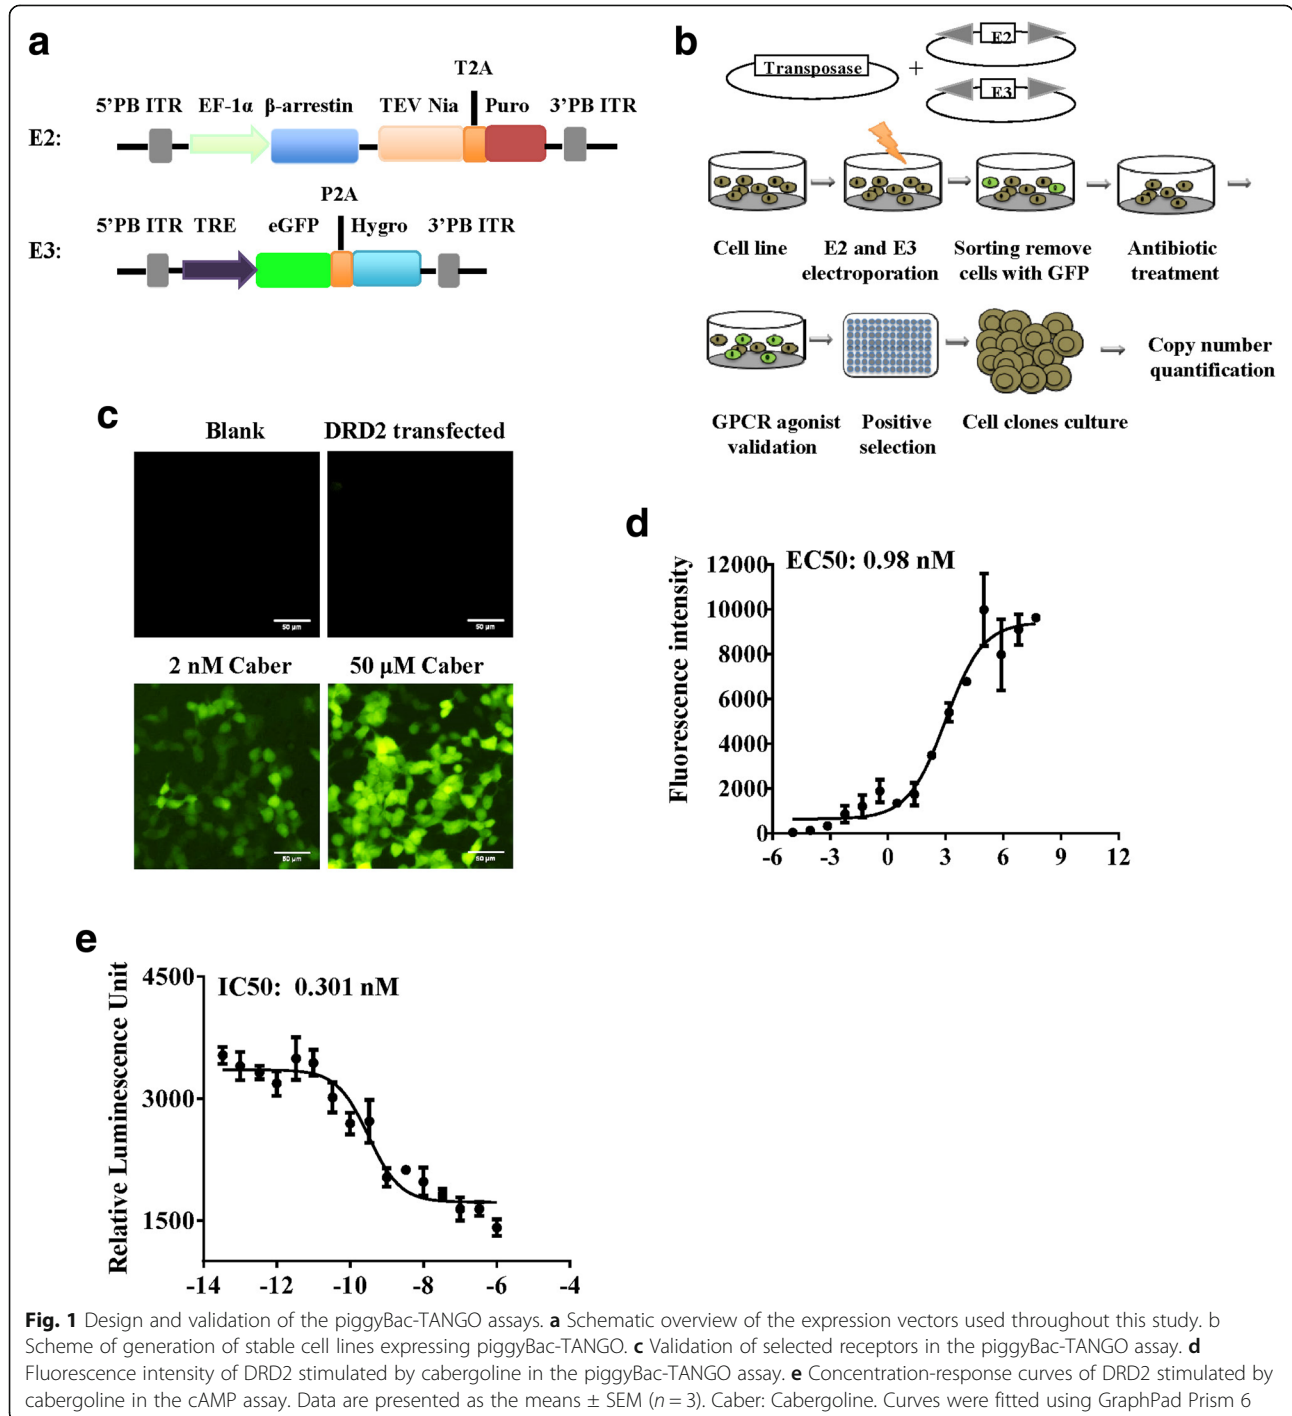 a
T2A
5'PB ITR EF-1α β-arrestin TEV Nia Puro 3'PB ITR
E2:
P2A
5'PB ITR TRE eGFP Hygro 3'PB ITR
E3:
b
E2
Transposase +
E3
Cell line
E2 and E3
electroporation
Sorting remove
cells with GFP
Antibiotic
treatment
GPCR agonist
validation
Positive
selection
Cell clones culture
Copy number
quantification
c
Blank DRD2 transfected
50 μm 50 μm
2 nM Caber 50 μM Caber
50 μm 50 μm
d
EC50: 0.98 nM
Fluorescence intensity
12000
10000
8000
6000
4000
2000
0
-6 -3 0 3 6 9 12
e
IC50: 0.301 nM
Relative Luminescence Unit
4500
3000
1500
-14 -12 -10 -8 -6 -4
Fig. 1 Design and validation of the piggyBac-TANGO assays. a Schematic overview of the expression vectors used throughout this study. b
Scheme of generation of stable cell lines expressing piggyBac-TANGO. c Validation of selected receptors in the piggyBac-TANGO assay. d
Fluorescence intensity of DRD2 stimulated by cabergoline in the piggyBac-TANGO assay. e Concentration-response curves of DRD2 stimulated by
cabergoline in the cAMP assay. Data are presented as the means ± SEM (n = 3). Caber: Cabergoline. Curves were fitted using GraphPad Prism 6